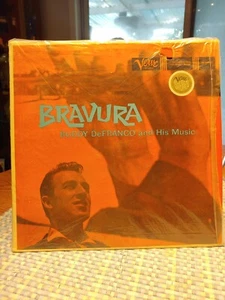 Verve
BRAVURA
BUDDY DeFRANCO and His Music